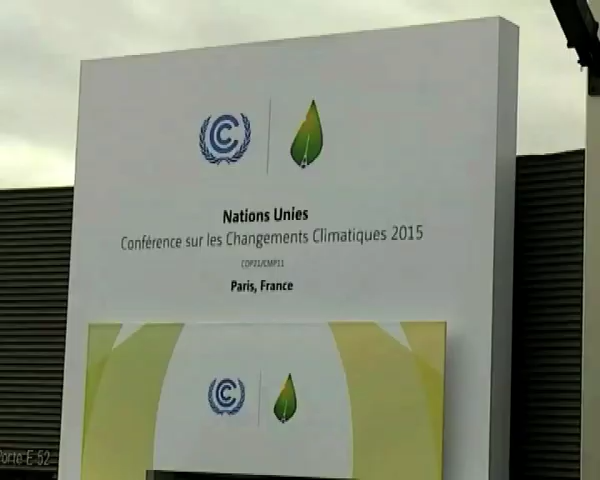 Nations Unies
Conférence sur les Changements Climatiques 2015
COP21/CMP11
Paris, France
Porte E 52